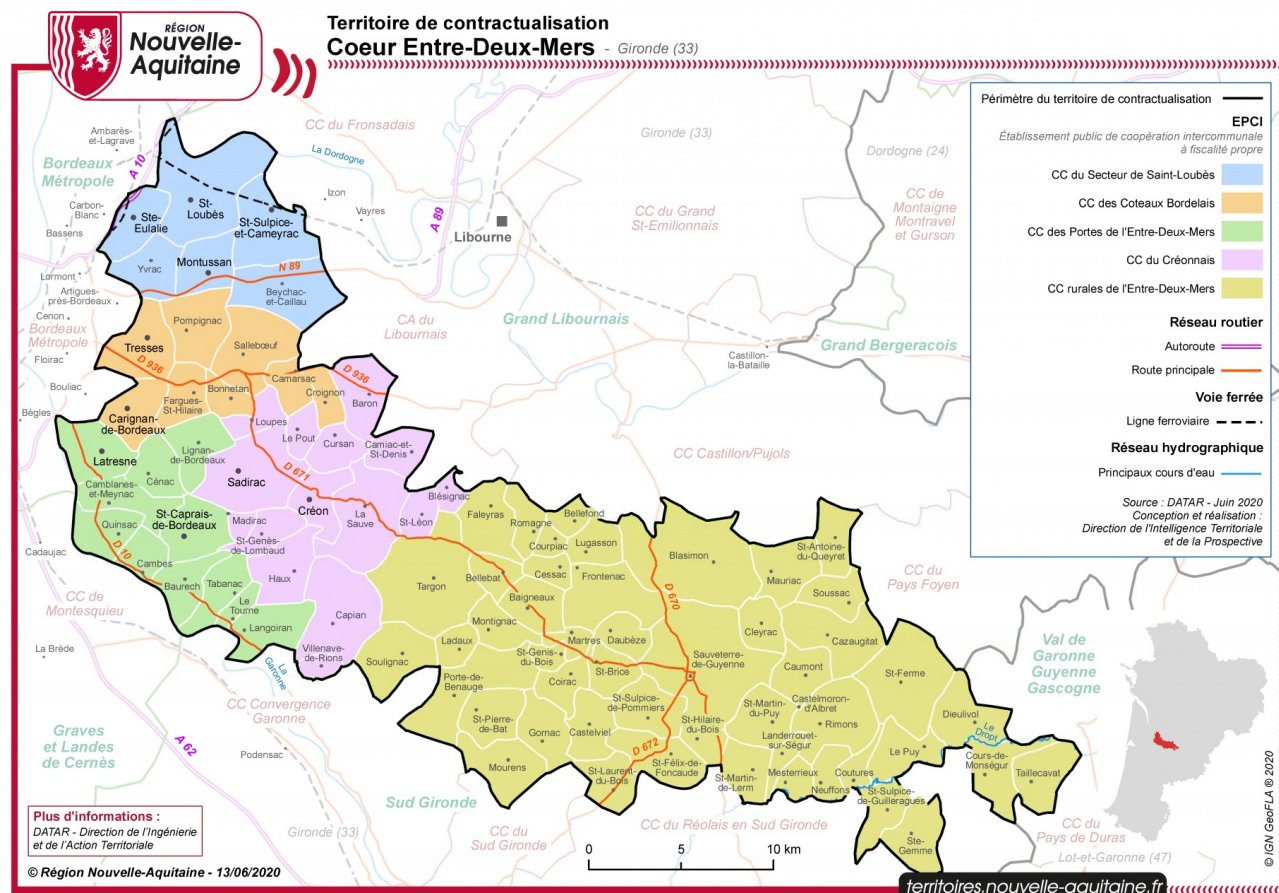 RÉGION
Nouvelle-
Aquitaine
Territoire de contractualisation
Coeur Entre-Deux-Mers - Gironde (33)
Périmètre du territoire de contractualisation
EPCI
Établissement public de coopération intercommunale
à fiscalité propre
CC du Secteur de Saint-Loubès
CC des Coteaux Bordelais
CC des Portes de l'Entre-Deux-Mers
CC du Créonnais
CC rurales de l'Entre-Deux-Mers
Réseau routier
Autoroute
Route principale
Voie ferrée
Ligne ferroviaire
Réseau hydrographique
Principaux cours d'eau
Source : DATAR - Juin 2020
Conception et réalisation :
Direction de l'Intelligence Territoriale
et de la Prospective
CC du Fronsadais
Gironde (33)
Dordogne (24)
Ambarès-
et-Lagrave
La Dordogne
A 10
Bordeaux
Métropole
Izon
Vayres
A 89
Libourne
CC du Grand
St-Emilionnais
CC de
Montaigne
Montravel
et Gurson
Carbon-
Blanc
Bassens
Ste-
Eulalie
St-
Loubès
St-Sulpice-
et-Cameyrac
Yvrac
Montussan
N 89
Beychac-
et-Caillau
Lormont
Artigues-
près-Bordeaux
Cenon
Bordeaux
Métropole
Floirac
Bouliac
Bègles
Pompignac
Tresses
Salleboeuf
D 936
CA du
Libournais
Grand Libournais
Castillon-
la-Bataille
Grand Bergeracois
Camarsac
D 936
Bonnetan
Croignon
Baron
Fargues-
St-Hilaire
Carignan-
de-Bordeaux
Loupes
Le Pout
Cursan
Camiac-et-
St-Denis
Latresne
Lignan-
de-Bordeaux
Cénac
Sadirac
D 671
Créon
La
Sauve
St-Léon
Blésignac
CC Castillon/Pujols
Camblanes-
et-Meynac
Quinsac
St-Caprais-
de-Bordeaux
Madirac
St-Genès-
de-Lombaud
D 10
Cambes
Baurech
Tabanac
Le
Tourne
Langoiran
Haux
Capian
Villenave-
de-Rions
Cadaujac
CC de
Montesquieu
La Brède
La
Garonne
CC Convergence
Garonne
Graves
et Landes
de Cernès
A 62
Podensac
Faleyras
Romagne
Bellefond
Courpiac
Lugasson
Cessac
Frontenac
Targon
Bellebat
Baigneaux
Montignac
Ladaux
Soulignac
Martres
Daubèze
St-Genis-
du-Bois
St-Brice
Coirac
Porte-de-
Benauge
St-Pierre-
de-Bat
Gornac
Castelviel
Mourens
St-Sulpice-
de-Pommiers
St-Hilaire-
du-Bois
D 672
St-Laurent-
du-Bois
St-Félix-de-
Foncaude
D 670
Blasimon
St-Antoine-
du-Queyret
Mauriac
Soussac
Cleyrac
Cazaugitat
Sauveterre-
de-Guyenne
Caumont
St-Ferme
Castelmoron-
d'Albret
St-Martin-
du-Puy
Rimons
Landerrouet-
sur-Ségur
Dieulivol
Le
Dropt
Le Puy
Cours-de-
Monségur
Taillecavat
St-Martin-
de-Lerm
Mesterrieux
Coutures
Neuffons
St-Sulpice-
de-Guilleragues
Ste-
Gemme
CC du
Pays Foyen
Val de
Garonne
Guyenne
Gascogne
Sud Gironde
Gironde (33)
CC du
Sud Gironde
CC du Réolais en Sud Gironde
CC du
Pays de Duras
Lot-et-Garonne (47)
0 5 10 km
Plus d'informations :
DATAR - Direction de l'Ingénierie
et de l'Action Territoriale
© Région Nouvelle-Aquitaine - 13/06/2020
territoires.nouvelle-aquitaine.fr
© IGN GeoFLA ® 2020